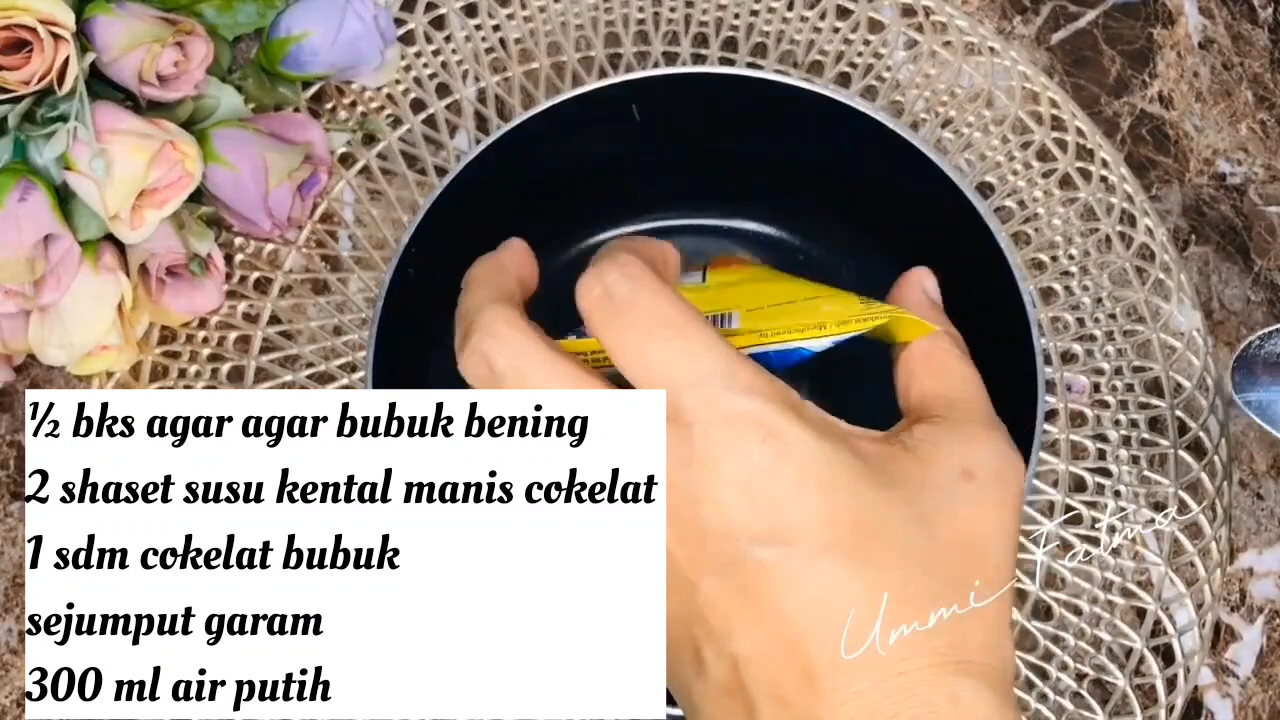 ½ bks agar agar bubuk bening
2 shaset susu kental manis cokelat
1 sdm cokelat bubuk
sejumput garam
300 ml air putih
Ummi Fatma